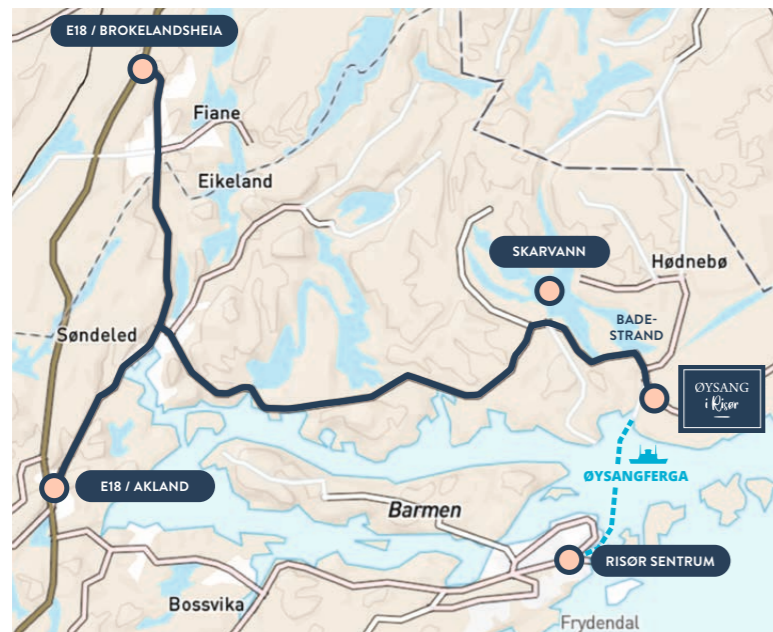 E18 / BROKELANDSHEIA
Fiane
Eikeland
SKARVANN
Hødnebø
BADE-
STRAND
Søndeled
ØYSANG
i Risør
E18 / AKLAND
ØYSANGFERGA
Barmen
RISØR SENTRUM
Bossvika
Frydendal